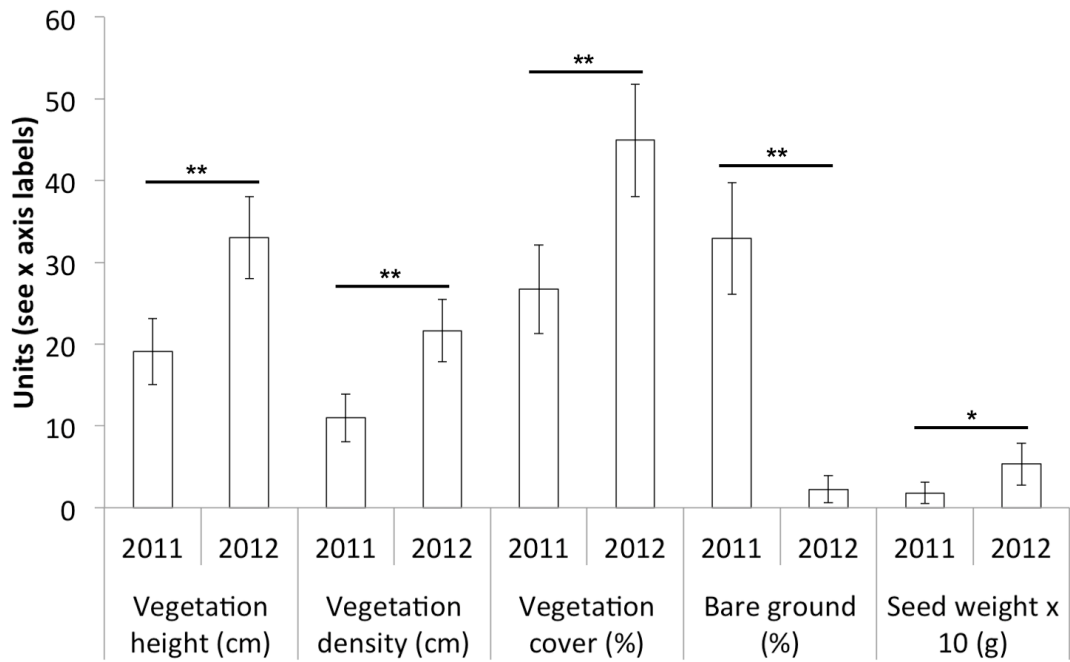 60
50
40
30
20
10
0
Units (see x axis labels)
**
**
**
**
*
2011 2012 2011 2012 2011 2012 2011 2012 2011 2012
Vegetation height (cm)
Vegetation density (cm)
Vegetation cover (%)
Bare ground (%)
Seed weight x 10 (g)